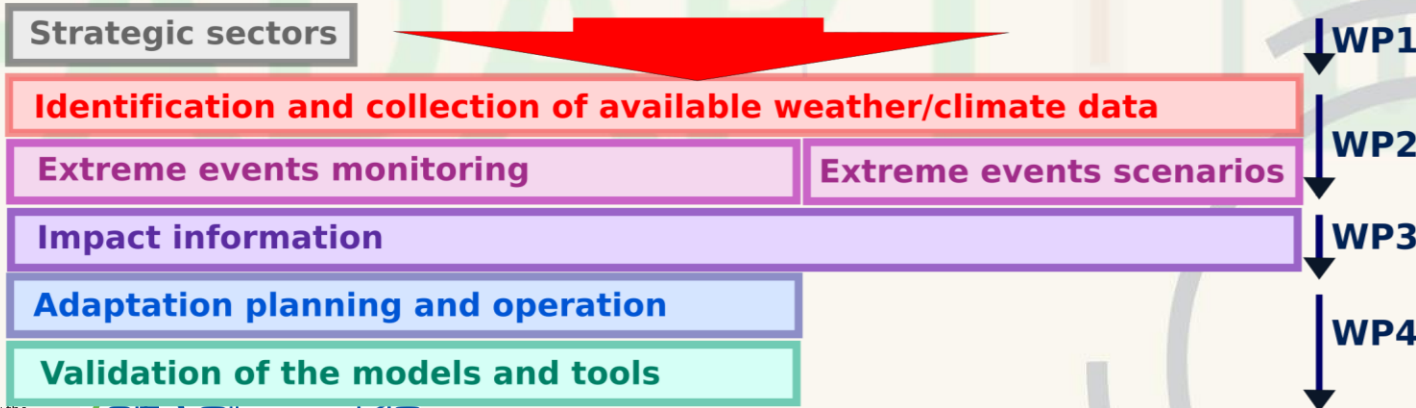 Strategic sectors
WP1
Identification and collection of available weather/climate data
WP2
Extreme events monitoring
Extreme events scenarios
Impact information
WP3
Adaptation planning and operation
WP4
Validation of the models and tools